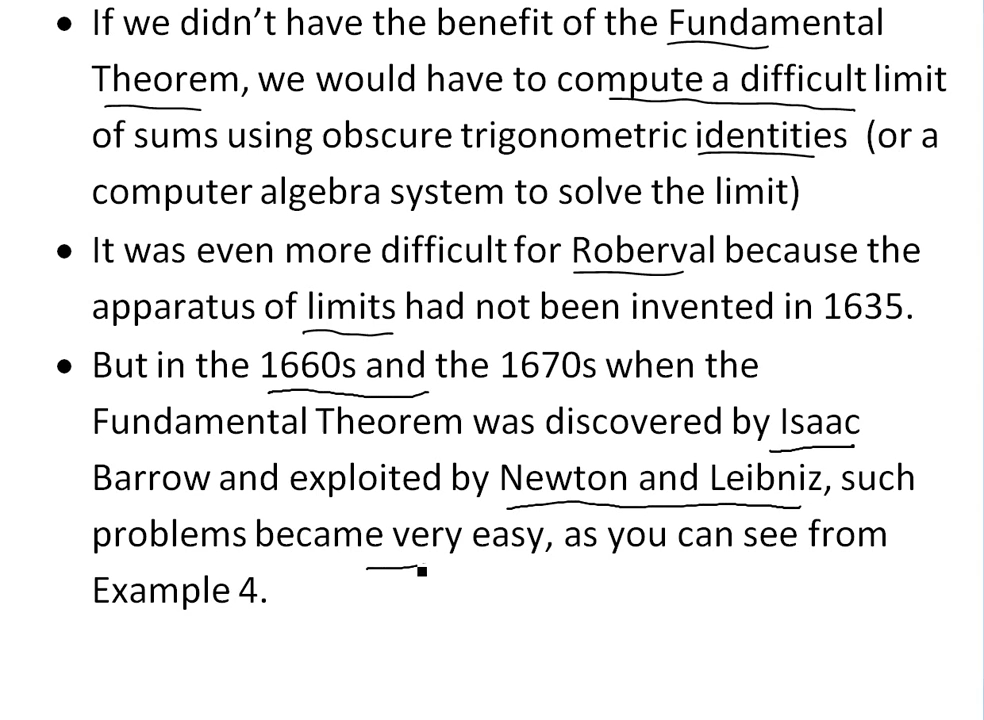 • If we didn’t have the benefit of the Fundamental
Theorem, we would have to compute a difficult limit
of sums using obscure trigonometric identities (or a
computer algebra system to solve the limit)
• It was even more difficult for Roberval because the
apparatus of limits had not been invented in 1635.
• But in the 1660s and the 1670s when the
Fundamental Theorem was discovered by Isaac
Barrow and exploited by Newton and Leibniz, such
problems became very easy, as you can see from
Example 4.